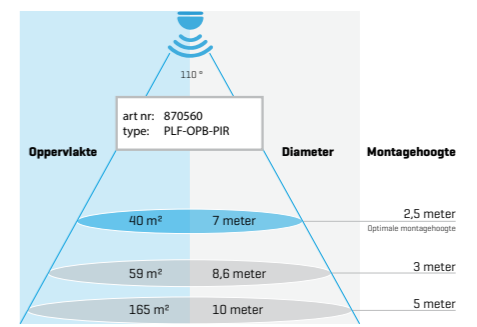 110 °
art nr: 870560
type: PLF-OPB-PIR
Oppervlakte Diameter Montagehoogte
40 m² 7 meter 2,5 meter
Optimale montagehoogte
59 m² 8,6 meter 3 meter
165 m² 10 meter 5 meter